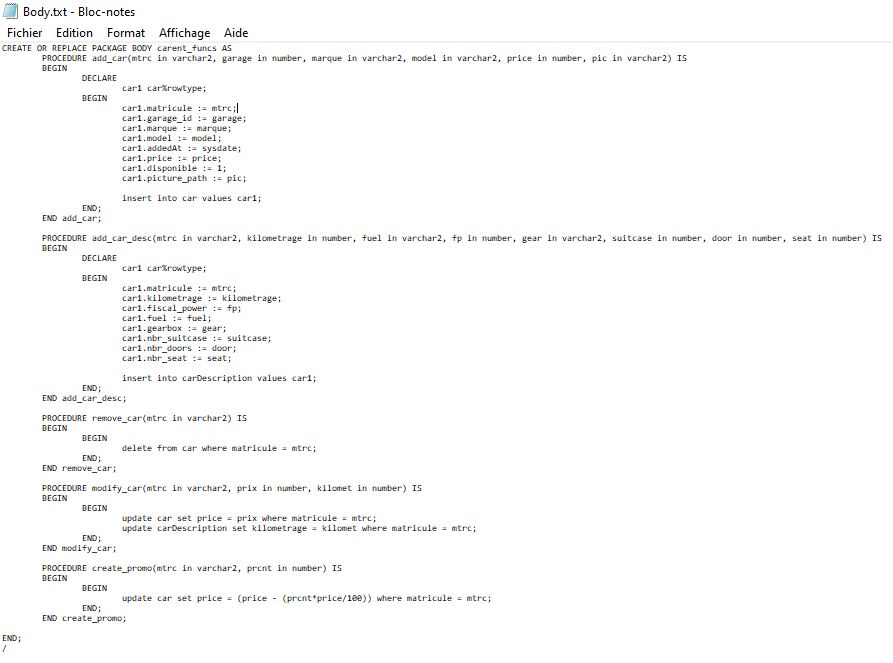 Body.txt - Bloc-notes
Fichier Edition Format Affichage Aide
CREATE OR REPLACE PACKAGE BODY carent_funcs AS
PROCEDURE add_car(mtrc in varchar2, garage in number, marque in varchar2, model in varchar2, price in number, pic in varchar2) IS
BEGIN
DECLARE
car1 car%rowtype;
BEGIN
car1.matricule := mtrc;
car1.garage_id := garage;
car1.marque := marque;
car1.model := model;
car1.addedAt := sysdate;
car1.price := price;
car1.disponible := 1;
car1.picture_path := pic;
insert into car values car1;
END;
END add_car;
PROCEDURE add_car_desc(mtrc in varchar2, kilometrage in number, fuel in varchar2, fp in number, gear in varchar2, suitcase in number, door in number, seat in number) IS
BEGIN
DECLARE
car1 car%rowtype;
BEGIN
car1.matricule := mtrc;
car1.kilometrage := kilometrage;
car1.fiscal_power := fp;
car1.fuel := fuel;
car1.gearbox := gear;
car1.nbr_suitcase := suitcase;
car1.nbr_doors := door;
car1.nbr_seat := seat;
insert into carDescription values car1;
END;
END add_car_desc;
PROCEDURE remove_car(mtrc in varchar2) IS
BEGIN
BEGIN
delete from car where matricule = mtrc;
END;
END remove_car;
PROCEDURE modify_car(mtrc in varchar2, prix in number, kilomet in number) IS
BEGIN
BEGIN
update car set price = prix where matricule = mtrc;
update carDescription set kilometrage = kilomet where matricule = mtrc;
END;
END modify_car;
PROCEDURE create_promo(mtrc in varchar2, prcnt in number) IS
BEGIN
BEGIN
update car set price = (price - (prcnt*price/100)) where matricule = mtrc;
END;
END create_promo;
END;
/